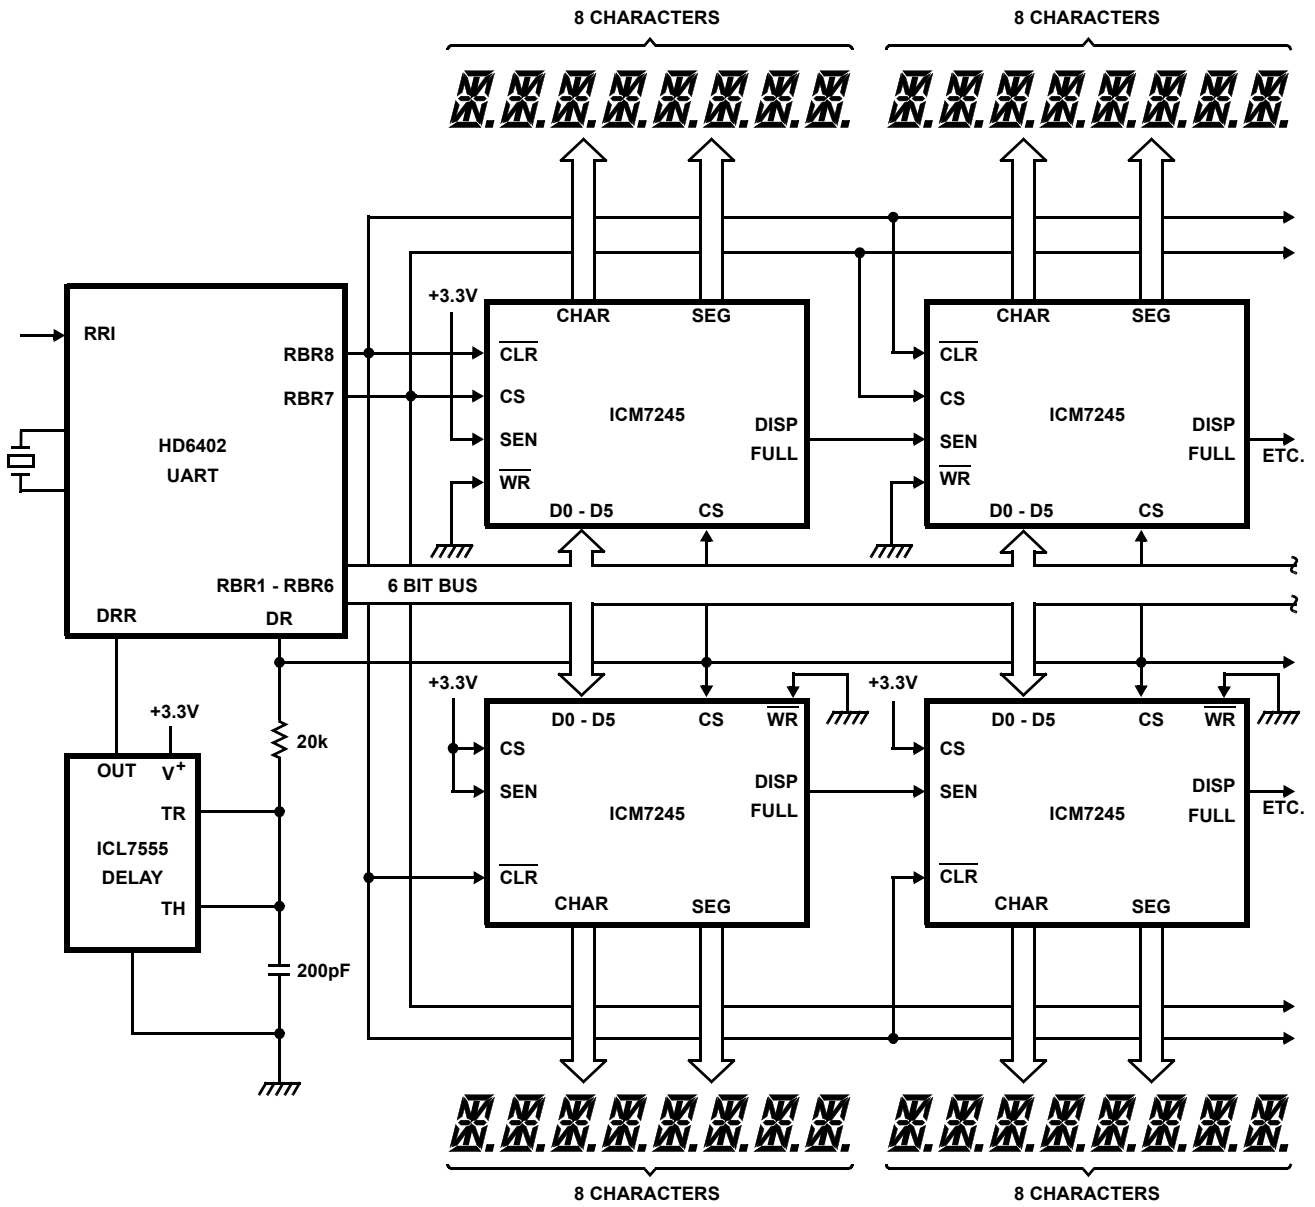 8 CHARACTERS
8 CHARACTERS
+3.3V
CHAR
SEG
CHAR
SEG
RRI
RBR8
CLR
CLR
RBR7
CS
ICM7245
CS
ICM7245
HD6402
UART
SEN
DISP
FULL
SEN
DISP
FULL
ETC.
WR
WR
D0 - D5
CS
D0 - D5
CS
RBR1 - RBR6
6 BIT BUS
DRR
DR
+3.3V
+3.3V
D0 - D5
CS
WR
D0 - D5
CS
WR
+3.3V
20k
CS
CS
OUT
V+
SEN
DISP
FULL
SEN
DISP
FULL
ETC.
TR
ICM7245
ICM7245
ICL7555
DELAY
CLR
CLR
TH
CHAR
SEG
CHAR
SEG
200pF
8 CHARACTERS
8 CHARACTERS